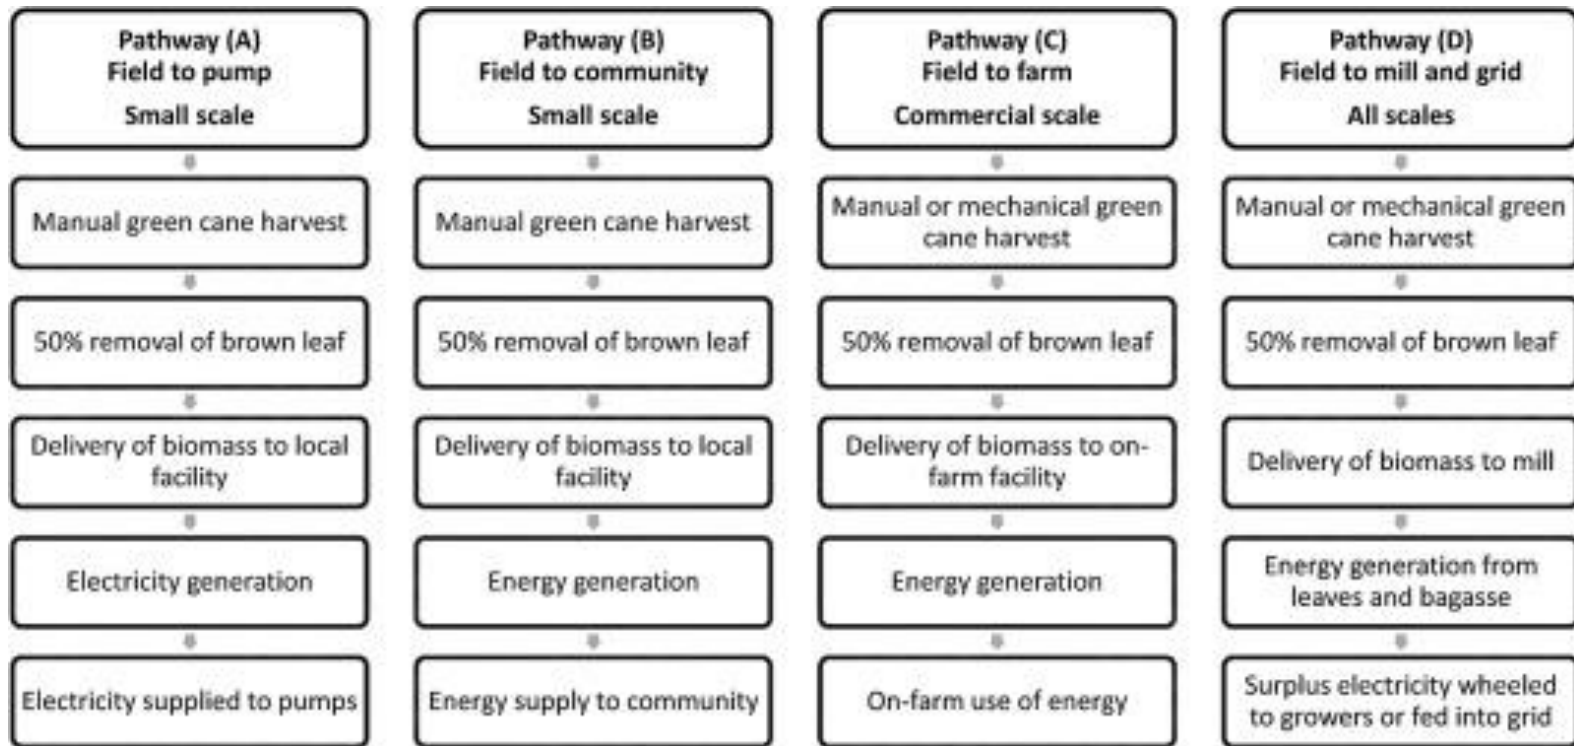 Pathway (A)
Field to pump
Small scale
Manual green cane harvest
50% removal of brown leaf
Delivery of biomass to local
facility
Electricity generation
Electricity supplied to pumps
Pathway (B)
Field to community
Small scale
Manual green cane harvest
50% removal of brown leaf
Delivery of biomass to local
facility
Energy generation
Energy supply to community
Pathway (C)
Field to farm
Commercial scale
Manual or mechanical green
cane harvest
50% removal of brown leaf
Delivery of biomass to on-
farm facility
Energy generation
On-farm use of energy
Pathway (D)
Field to mill and grid
All scales
Manual or mechanical green
cane harvest
50% removal of brown leaf
Delivery of biomass to mill
Energy generation from
leaves and bagasse
Surplus electricity wheeled
to growers or fed into grid